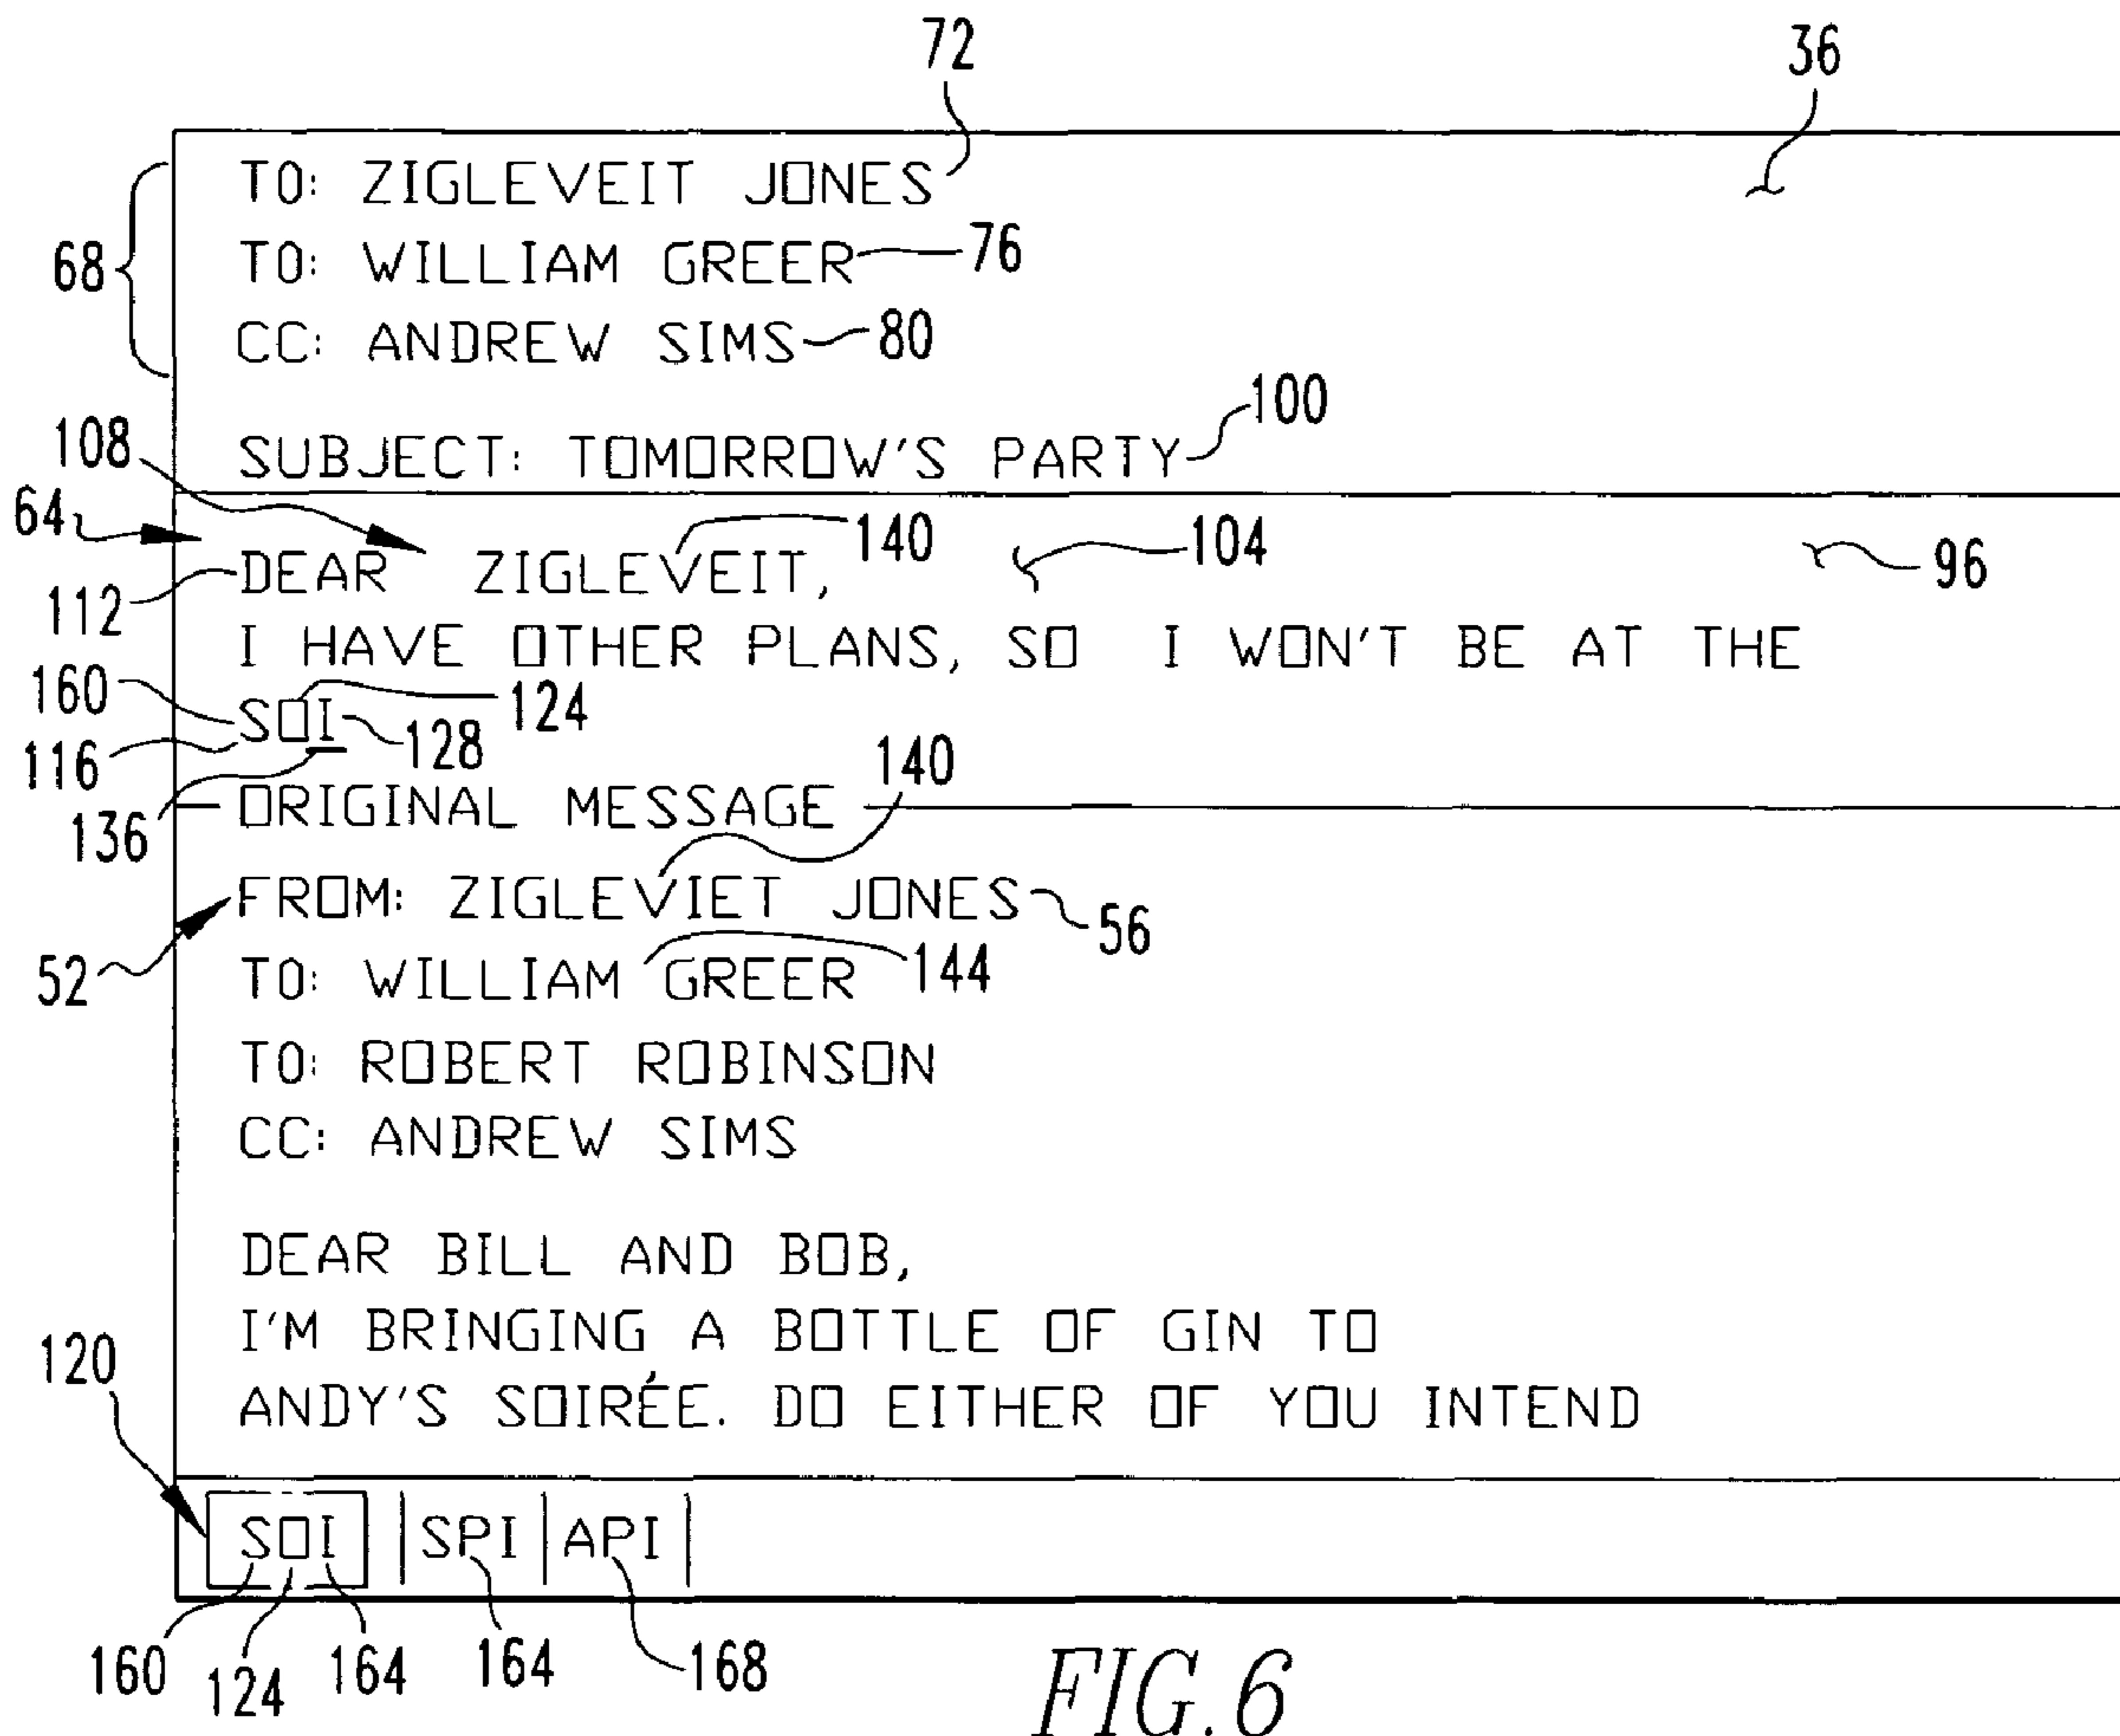 72
36
TO: ZIGLEVEIT JONES
68 TO: WILLIAM GREER 76
CC: ANDREW SIMS 80
100
108
SUBJECT: TOMORROW'S PARTY
64
140 104 96
112 DEAR ZIGLEVEIT,
I HAVE OTHER PLANS, SO I WON'T BE AT THE
160 124
SOI
116 128
140
136 ORIGINAL MESSAGE
FROM: ZIGLEVIET JONES 56
52 TO: WILLIAM GREER 144
TO: ROBERT ROBINSON
CC: ANDREW SIMS
DEAR BILL AND BOB,
I'M BRINGING A BOTTLE OF GIN TO
120
ANDY'S SOIRÉE. DO EITHER OF YOU INTEND
SOI SPI API
160 124 164 164 168
FIG. 6